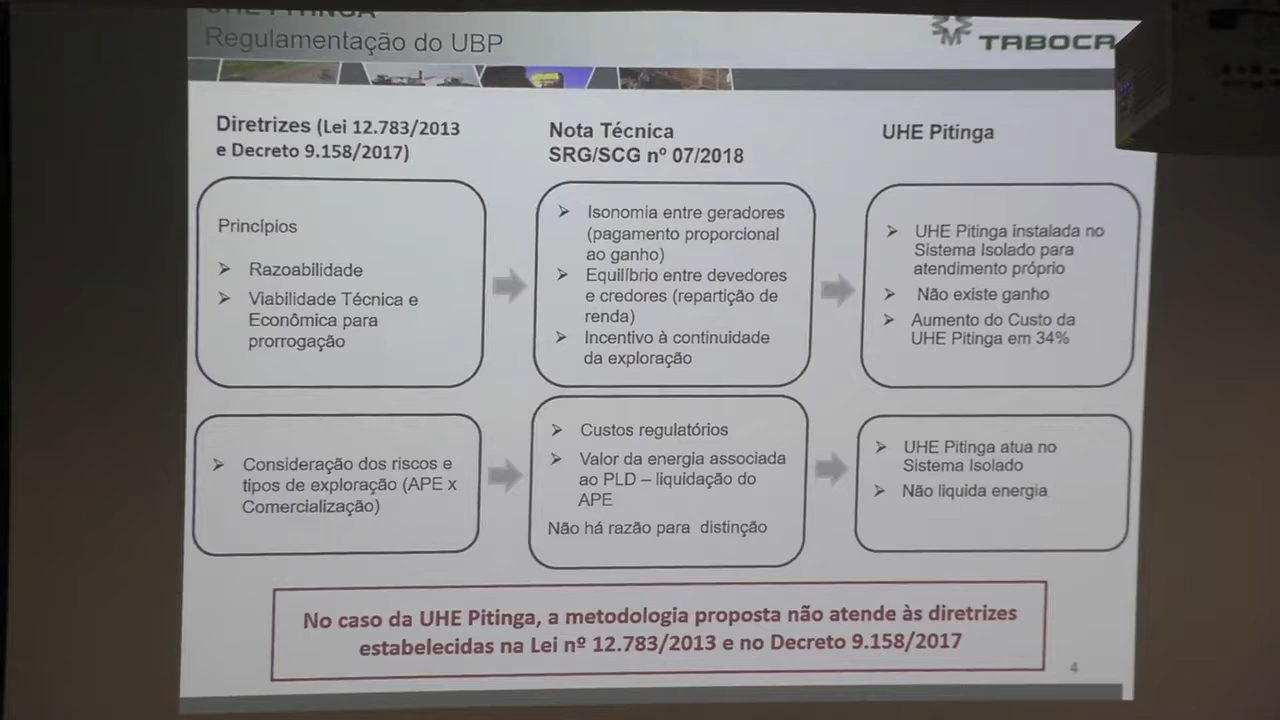 UHE PITINGA
Regulamentação do UBP
TABOCA
Diretrizes (Lei 12.783/2013
e Decreto 9.158/2017)
Princípios
➢ Razoabilidade
➢ Viabilidade Técnica e
Econômica para
prorrogação
➢ Consideração dos riscos e
tipos de exploração (APE x
Comercialização)
Nota Técnica
SRG/SCG nº 07/2018
➢ Isonomia entre geradores
(pagamento proporcional
ao ganho)
➢ Equilíbrio entre devedores
e credores (repartição de
renda)
➢ Incentivo à continuidade
da exploração
➢ Custos regulatórios
➢ Valor da energia associada
ao PLD – liquidação do
APE
Não há razão para distinção
UHE Pitinga
➢ UHE Pitinga instalada no
Sistema Isolado para
atendimento próprio
➢ Não existe ganho
➢ Aumento do Custo da
UHE Pitinga em 34%
➢ UHE Pitinga atua no
Sistema Isolado
➢ Não liquida energia
No caso da UHE Pitinga, a metodologia proposta não atende às diretrizes
estabelecidas na Lei nº 12.783/2013 e no Decreto 9.158/2017
4